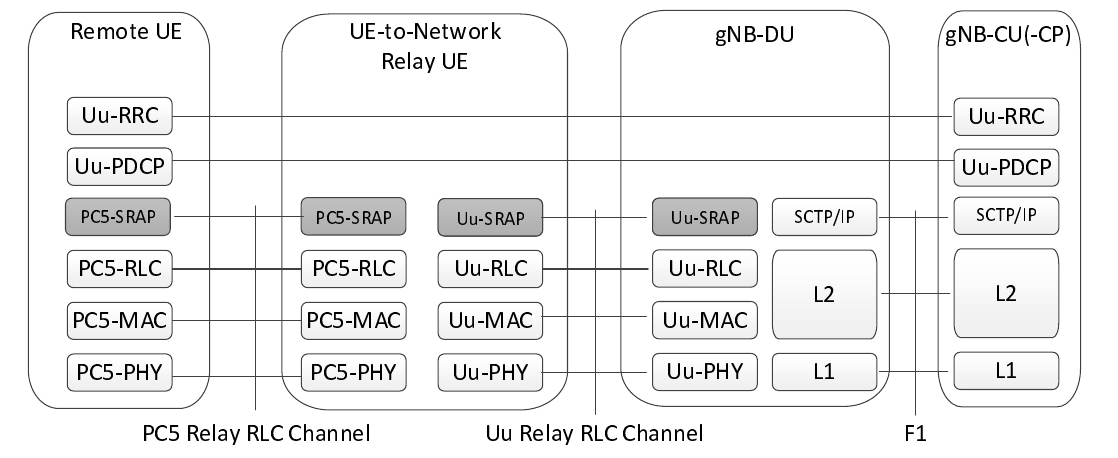 Remote UE
UE-to-Network
Relay UE
gNB-DU
gNB-CU(-CP)
Uu-RRC
Uu-RRC
Uu-PDCP
Uu-PDCP
PC5-SRAP
PC5-SRAP
Uu-SRAP
Uu-SRAP
SCTP/IP
SCTP/IP
PC5-RLC
PC5-RLC
Uu-RLC
Uu-RLC
L2
L2
PC5-MAC
PC5-MAC
Uu-MAC
Uu-MAC
PC5-PHY
PC5-PHY
Uu-PHY
Uu-PHY
L1
L1
PC5 Relay RLC Channel
Uu Relay RLC Channel
F1